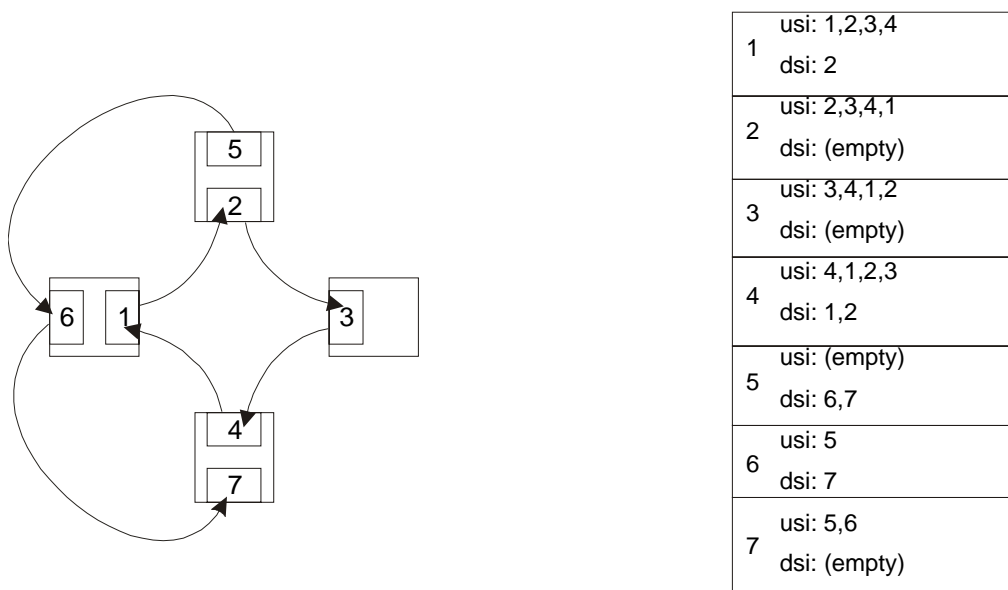 5
2
6
1
3
4
7
1
usi: 1,2,3,4
dsi: 2
2
usi: 2,3,4,1
dsi: (empty)
3
usi: 3,4,1,2
dsi: (empty)
4
usi: 4,1,2,3
dsi: 1,2
5
usi: (empty)
dsi: 6,7
6
usi: 5
dsi: 7
7
usi: 5,6
dsi: (empty)